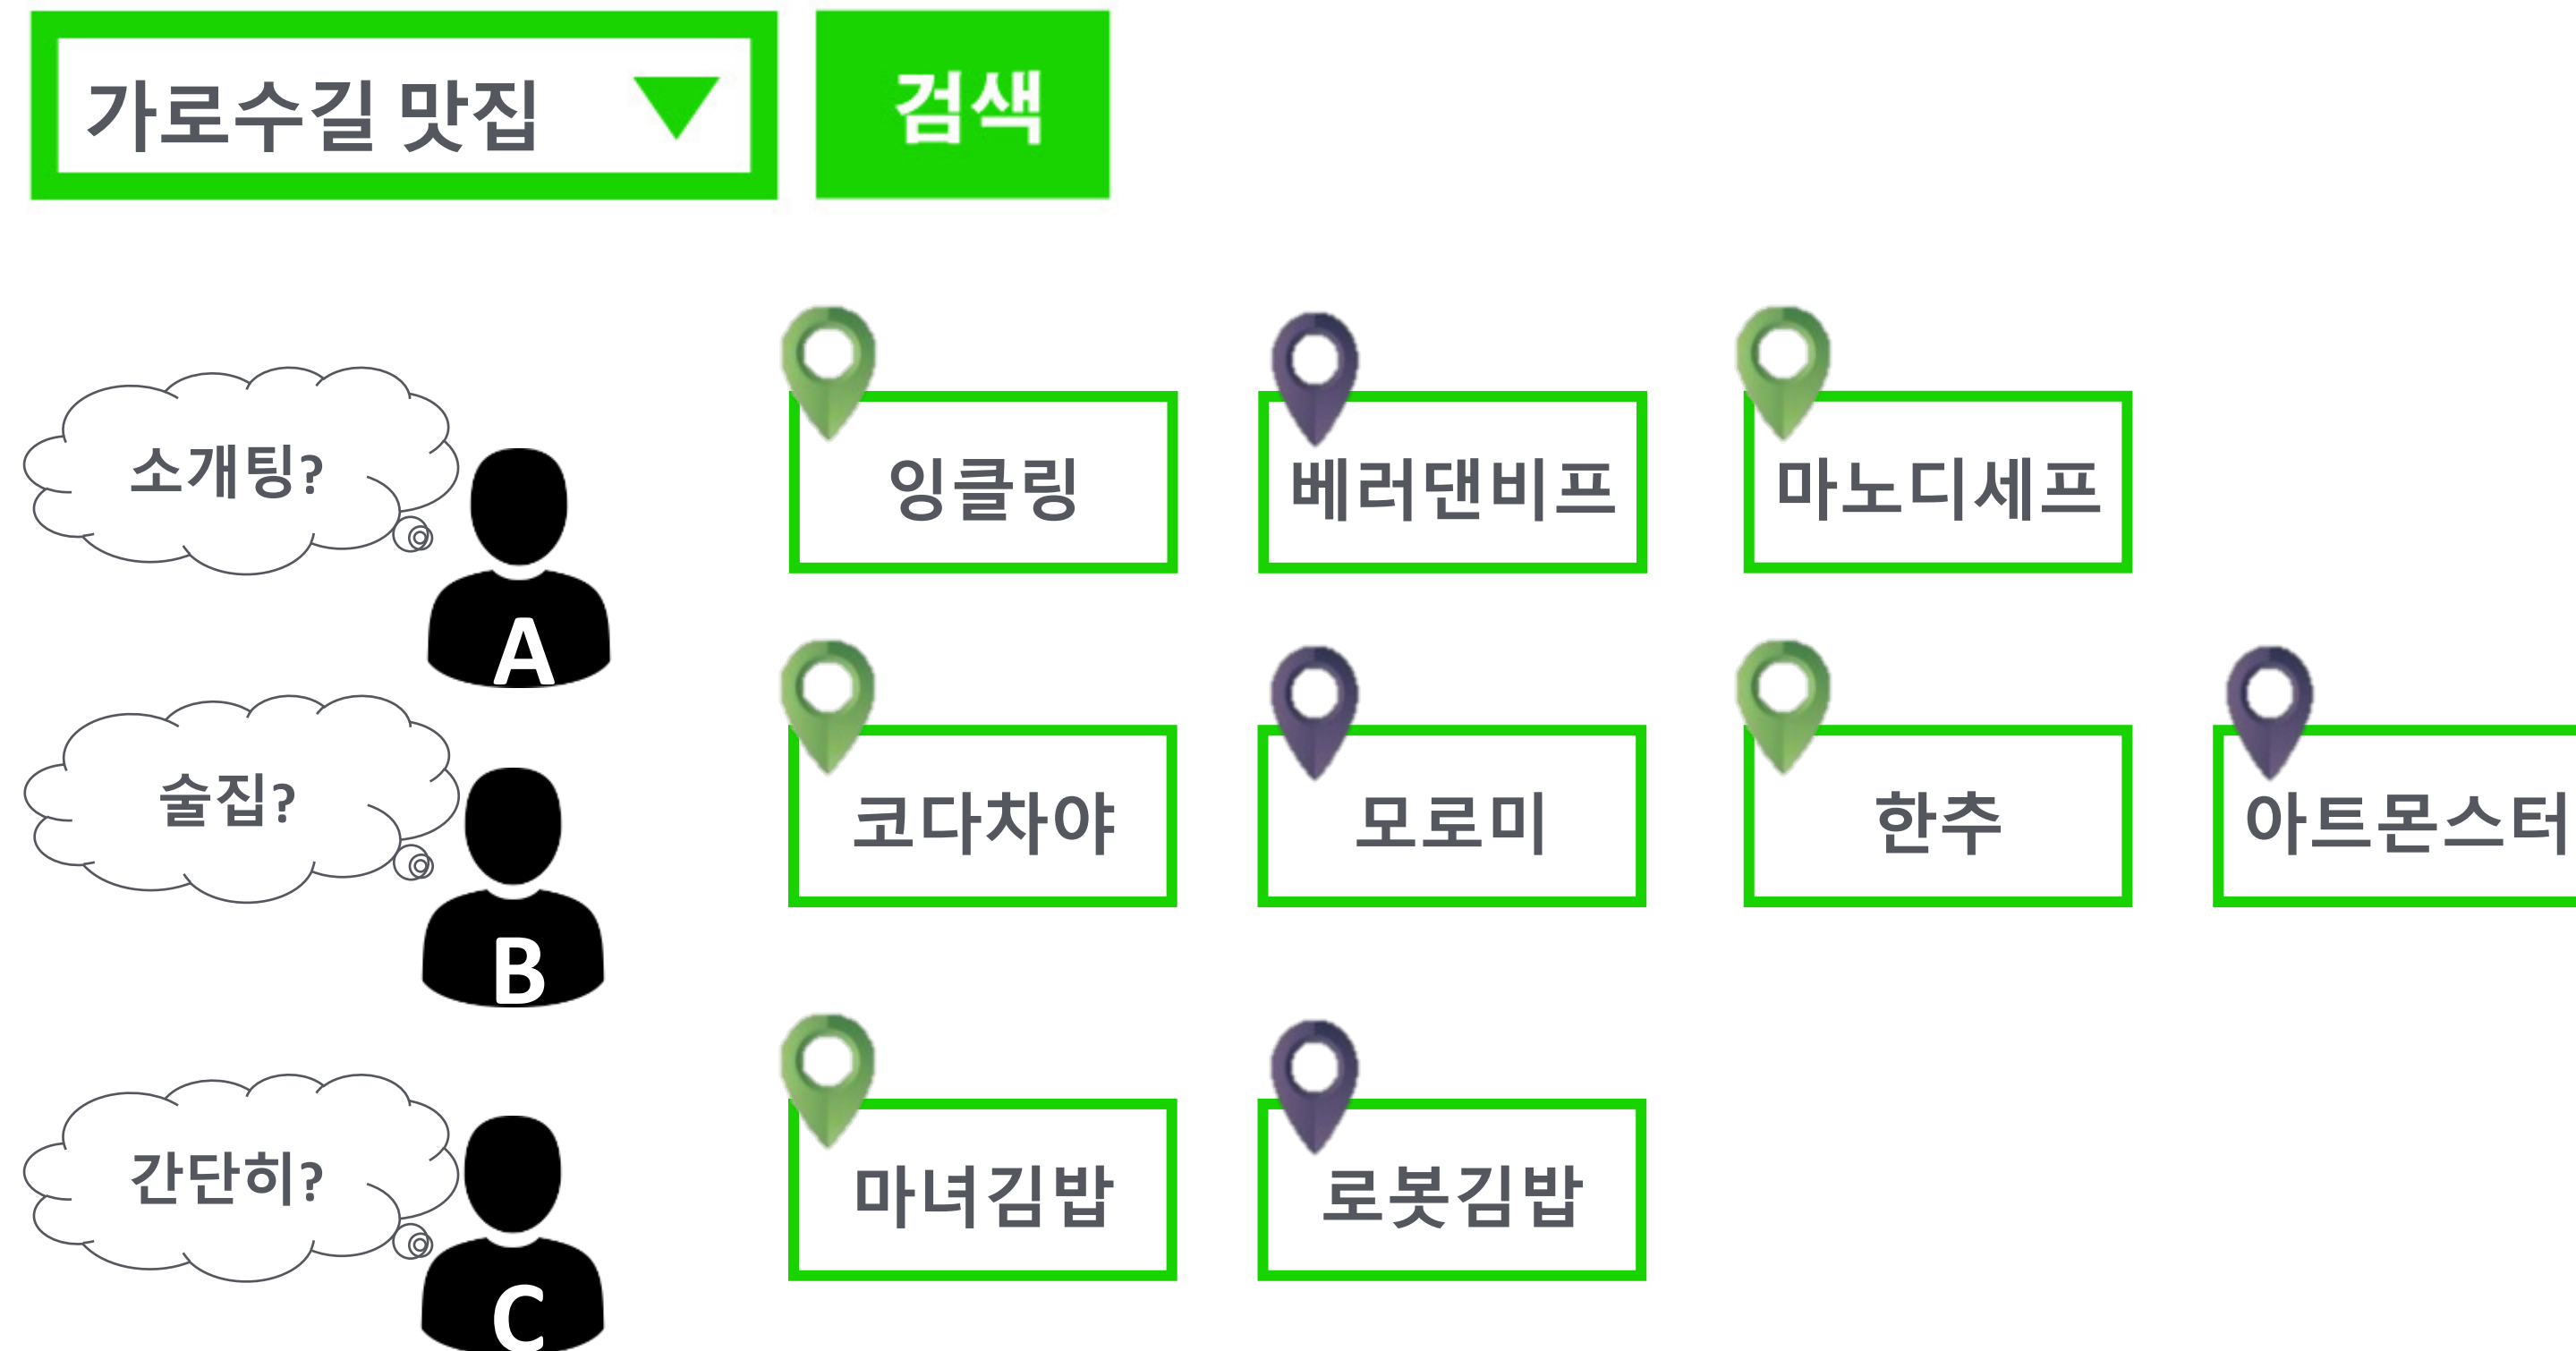 가로수길 맛집
검색
소개팅?
A
잉클링
베러댄비프
마노디세프
술집?
B
코다차야
모로미
한추
아트몬스터
간단히?
C
마녀김밥
로봇김밥